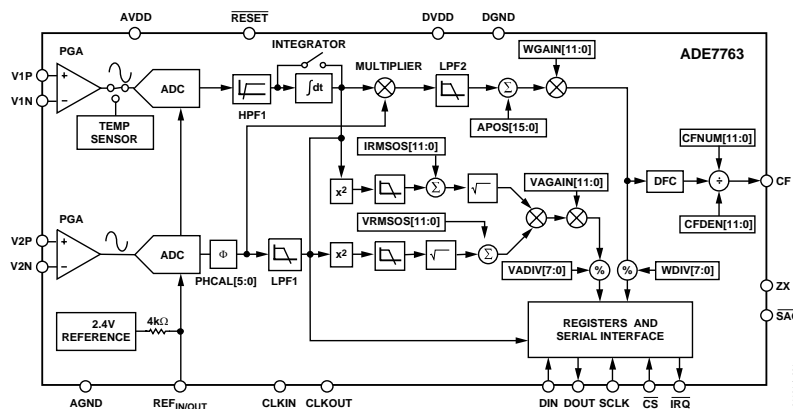 AVDD RESET DVDD DGND
INTEGRATOR
WGAIN[11:0]
ADE7763
PGA
MULTIPLIER
LPF2
V1P
+
ADC
∫dt
V1N
−
HPF1
TEMP
SENSOR
Σ
APOS[15:0]
CFNUM[11:0]
IRMSOS[11:0]
x²
Σ
√
VAGAIN[11:0]
DFC
÷
CF
CFDEN[11:0]
PGA
VRMSOS[11:0]
V2P
+
ADC
Φ
x²
√
Σ
V2N
−
PHCAL[5:0]
LPF1
VADIV[7:0]
%
%
WDIV[7:0]
ZX
2.4V
REFERENCE
4kΩ
REGISTERS AND
SERIAL INTERFACE
AGND REFIN/OUT CLKIN CLKOUT DIN DOUT SCLK CS IRQ